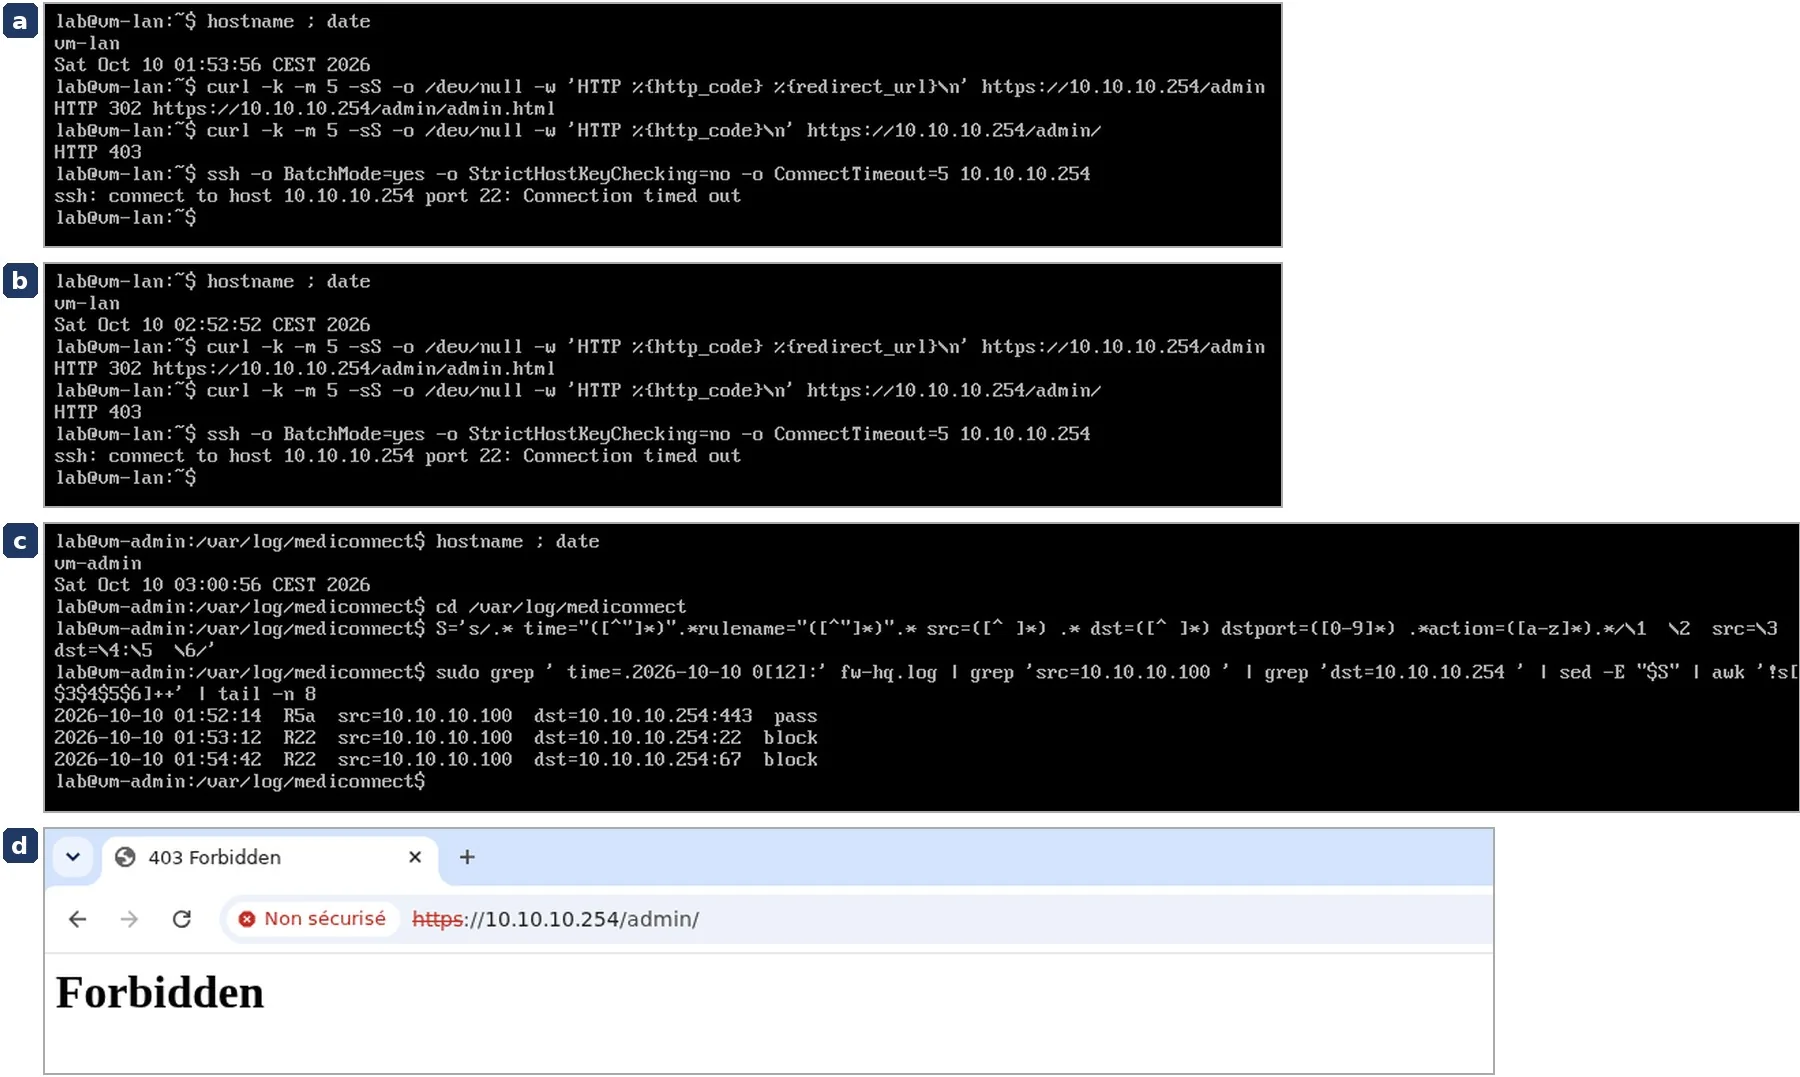 a
lab@vm-lan:~$ hostname ; date
vm-lan
Sat Oct 10 01:53:56 CEST 2026
lab@vm-lan:~$ curl -k -m 5 -sS -o /dev/null -w 'HTTP %{http_code} %{redirect_url}\n' https://10.10.10.254/admin
HTTP 302 https://10.10.10.254/admin/admin.html
lab@vm-lan:~$ curl -k -m 5 -sS -o /dev/null -w 'HTTP %{http_code}\n' https://10.10.10.254/admin/
HTTP 403
lab@vm-lan:~$ ssh -o BatchMode=yes -o StrictHostKeyChecking=no -o ConnectTimeout=5 10.10.10.254
ssh: connect to host 10.10.10.254 port 22: Connection timed out
lab@vm-lan:~$
b
lab@vm-lan:~$ hostname ; date
vm-lan
Sat Oct 10 02:52:52 CEST 2026
lab@vm-lan:~$ curl -k -m 5 -sS -o /dev/null -w 'HTTP %{http_code} %{redirect_url}\n' https://10.10.10.254/admin
HTTP 302 https://10.10.10.254/admin/admin.html
lab@vm-lan:~$ curl -k -m 5 -sS -o /dev/null -w 'HTTP %{http_code}\n' https://10.10.10.254/admin/
HTTP 403
lab@vm-lan:~$ ssh -o BatchMode=yes -o StrictHostKeyChecking=no -o ConnectTimeout=5 10.10.10.254
ssh: connect to host 10.10.10.254 port 22: Connection timed out
lab@vm-lan:~$
c
lab@vm-admin:/var/log/mediconnect$ hostname ; date
vm-admin
Sat Oct 10 03:00:56 CEST 2026
lab@vm-admin:/var/log/mediconnect$ cd /var/log/mediconnect
lab@vm-admin:/var/log/mediconnect$ S='s/.* time="([^"]*)".*rulename="([^"]*)".* src=([^ ]*) .* dst=([^ ]*) dstport=([0-9]*) .*action=([a-z]*).*/\1  \2  src=\3
dst=\4:\5  \6/'
lab@vm-admin:/var/log/mediconnect$ sudo grep ' time=.2026-10-10 0[12]:' fw-hq.log | grep 'src=10.10.10.100 ' | grep 'dst=10.10.10.254 ' | sed -E "$S" | awk '!s[
$3$4$5$6]++' | tail -n 8
2026-10-10 01:52:14  R5a  src=10.10.10.100  dst=10.10.10.254:443  pass
2026-10-10 01:53:12  R22  src=10.10.10.100  dst=10.10.10.254:22  block
2026-10-10 01:54:42  R22  src=10.10.10.100  dst=10.10.10.254:67  block
lab@vm-admin:/var/log/mediconnect$
d
403 Forbidden
Non sécurisé https://10.10.10.254/admin/
Forbidden